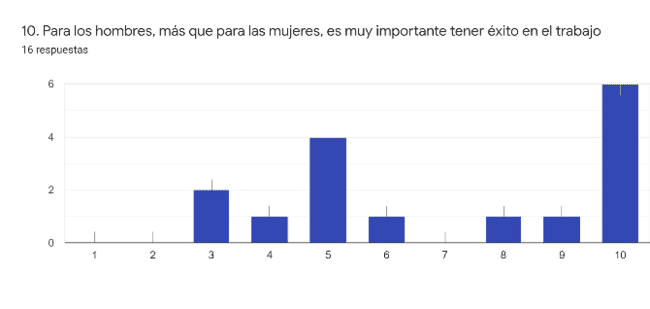 10. Para los hombres, más que para las mujeres, es muy importante tener éxito en el trabajo
16 respuestas
6
4
2
0
1 2 3 4 5 6 7 8 9 10